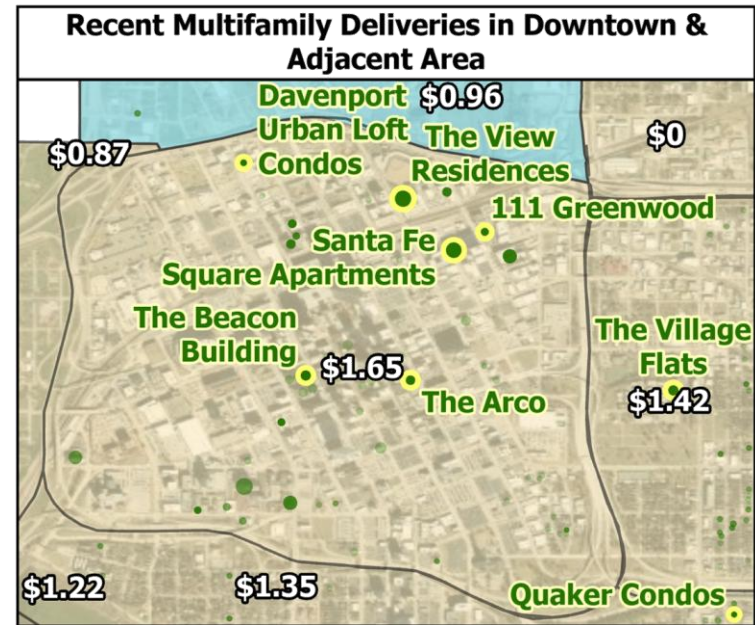 Recent Multifamily Deliveries in Downtown &
Adjacent Area
Davenport
Urban Loft
Condos
$0.96
The View
Residences
$0
$0.87
111 Greenwood
Santa Fe
Square Apartments
The Beacon
Building
$1.65
The Arco
The Village
Flats
$1.42
$1.22
$1.35
Quaker Condos